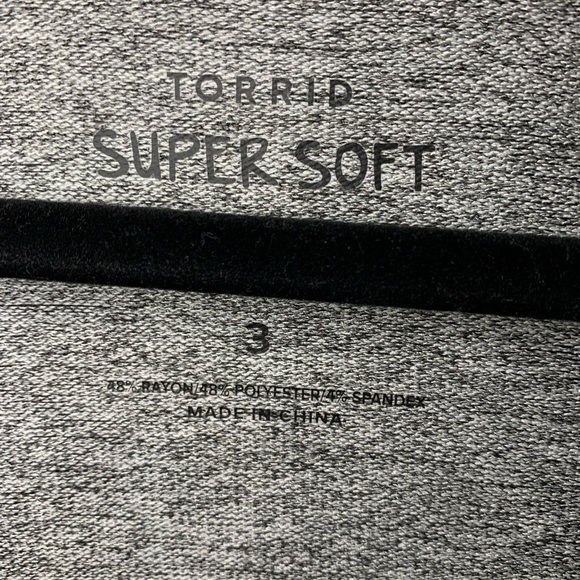 TORRID
SUPER SOFT
3
48% RAYON/48% POLYESTER/4% SPANDEX
MADE IN CHINA